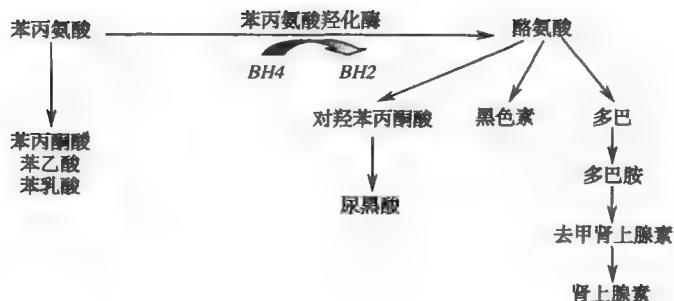 苯丙氨酸
苯丙氨酸羟化酶
酪氨酸
BH4
BH2
对羟苯丙酮酸
黑色素
多巴
苯丙酮酸
苯乙酸
苯乳酸
多巴胺
尿黑酸
去甲肾上腺素
肾上腺素